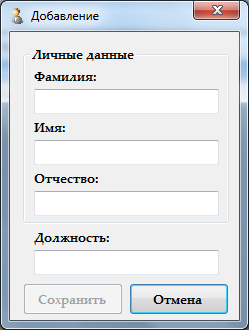 Добавление
Личные данные
Фамилия:
Имя:
Отчество:
Должность:
Сохранить
Отмена